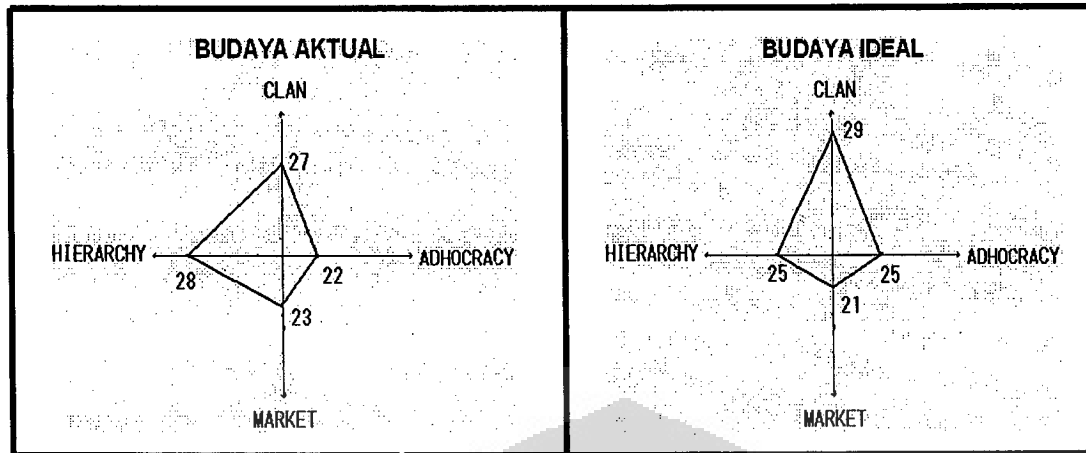 BUDAYA AKTUAL
CLAN
27
HIERARCHY
ADHOCRACY
28
22
23
MARKET
BUDAYA IDEAL
CLAN
29
HIERARCHY
ADHOCRACY
25
25
21
MARKET